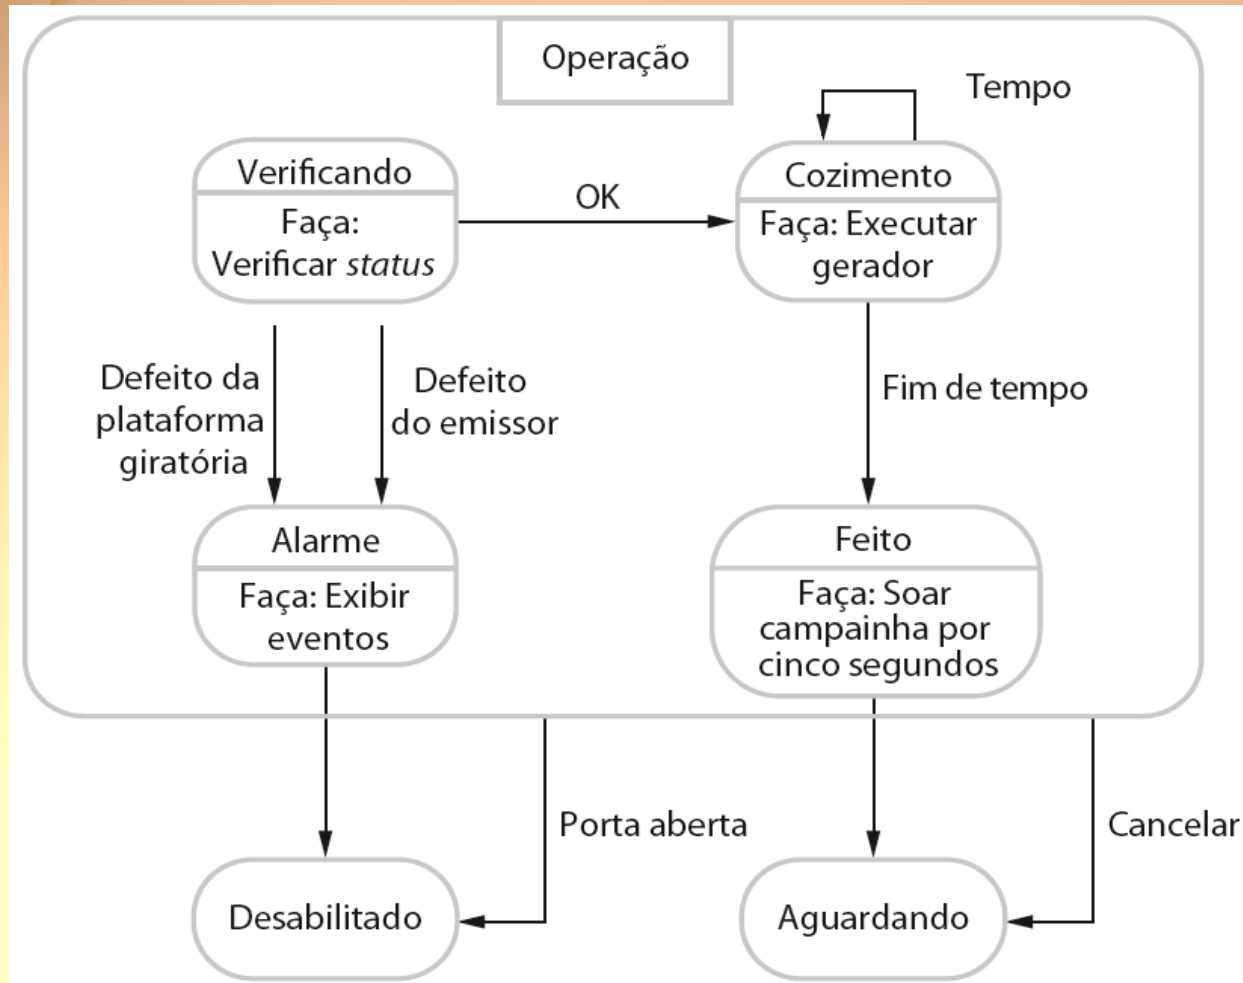 Operação
Tempo
Verificando
Faça:
Verificar status
OK
Cozimento
Faça: Executar
gerador
Defeito da
plataforma
giratória
Defeito
do emissor
Fim de tempo
Alarme
Faça: Exibir
eventos
Feito
Faça: Soar
campainha por
cinco segundos
Porta aberta
Cancelar
Desabilitado
Aguardando